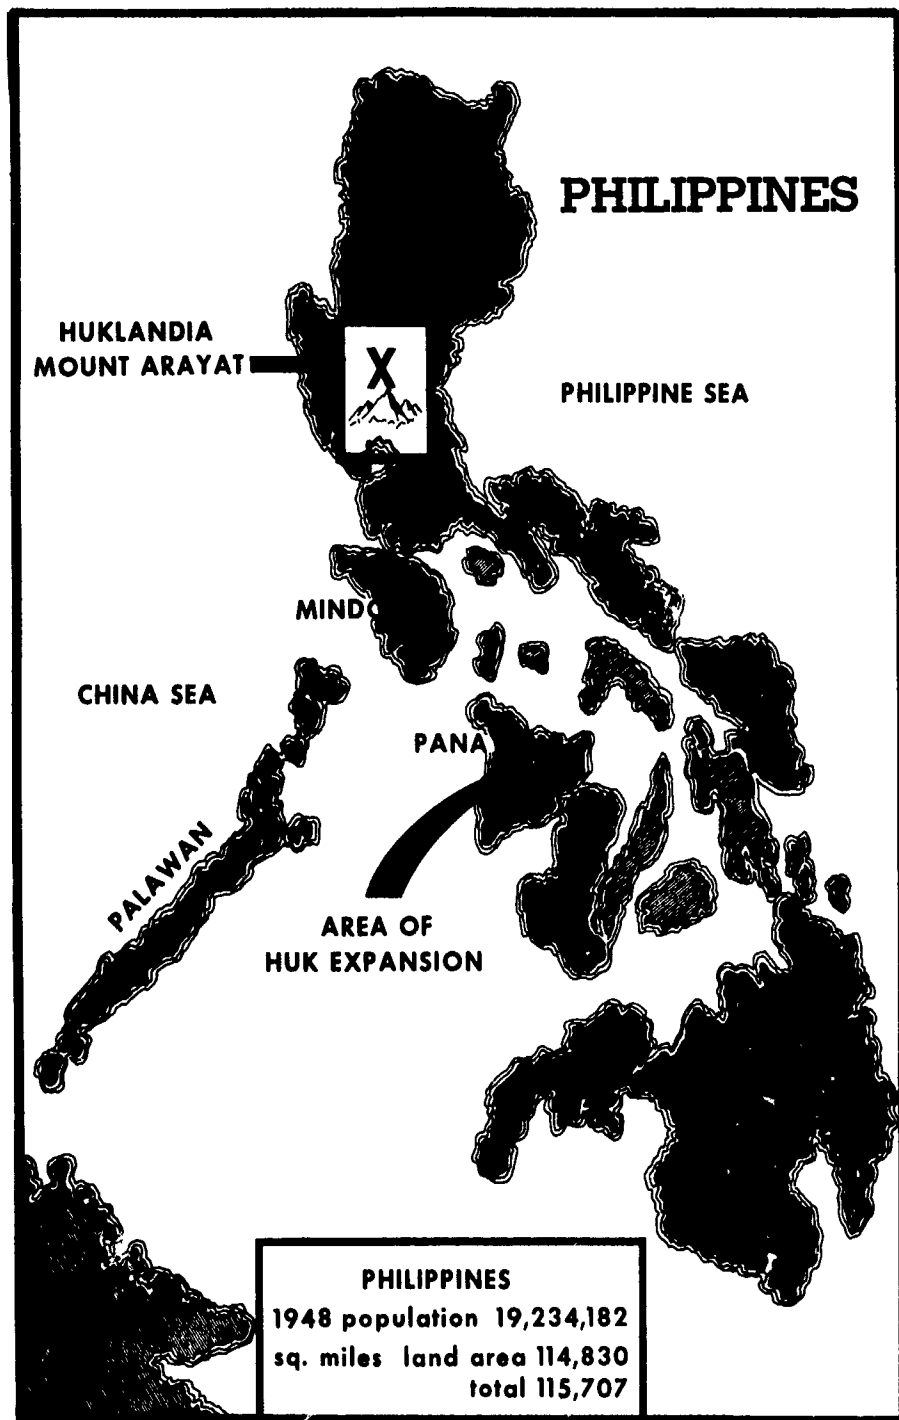 PHILIPPINES
HUKLANDIA
MOUNT ARAYAT
X
PHILIPPINE SEA
MINDO
CHINA SEA
PANA
PALAWAN
AREA OF
HUK EXPANSION
PHILIPPINES
1948 population 19,234,182
sq. miles land area 114,830
total 115,707